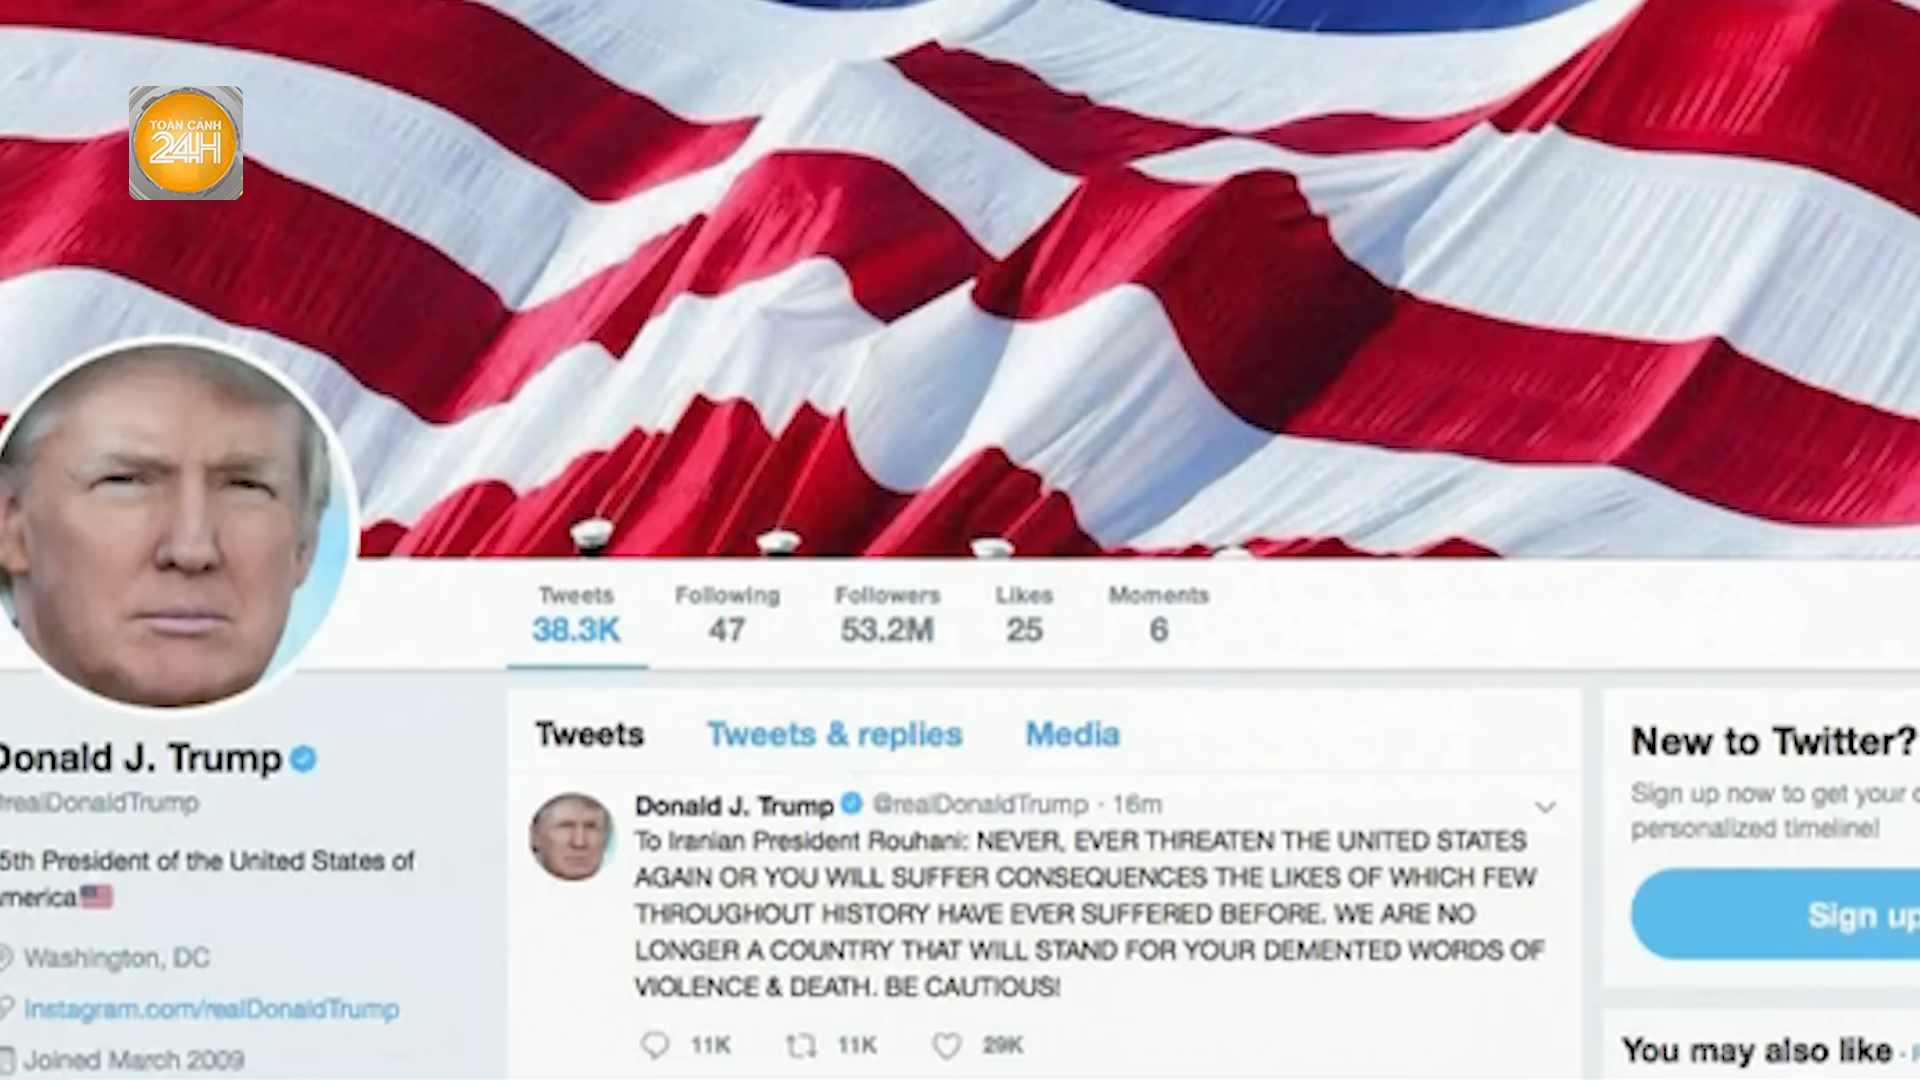 TOÀN CẢNH
24H
Tweets
38.3K
Following
47
Followers
53.2M
Likes
25
Moments
6
Donald J. Trump
@realDonaldTrump
5th President of the United States of
merica
Washington, DC
Instagram.com/realDonaldTrump
Joined March 2009
Tweets Tweets & replies Media
Donald J. Trump @realDonaldTrump · 16m
To Iranian President Rouhani: NEVER, EVER THREATEN THE UNITED STATES
AGAIN OR YOU WILL SUFFER CONSEQUENCES THE LIKES OF WHICH FEW
THROUGHOUT HISTORY HAVE EVER SUFFERED BEFORE. WE ARE NO
LONGER A COUNTRY THAT WILL STAND FOR YOUR DEMENTED WORDS OF
VIOLENCE & DEATH. BE CAUTIOUS!
11K 11K 29K
New to Twitter?
Sign up now to get your
personalized timeline!
Sign up
You may also like ·